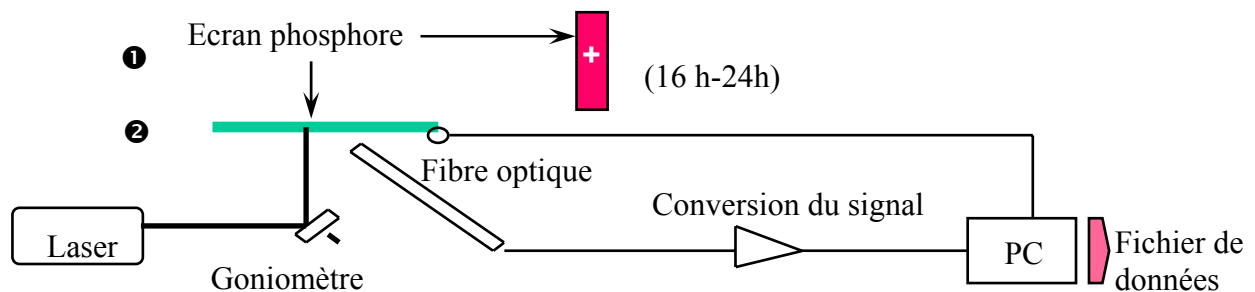 Ecran phosphore
❶
+
(16 h-24h)
❷
Fibre optique
Conversion du signal
Laser
PC
Fichier de
données
Goniomètre